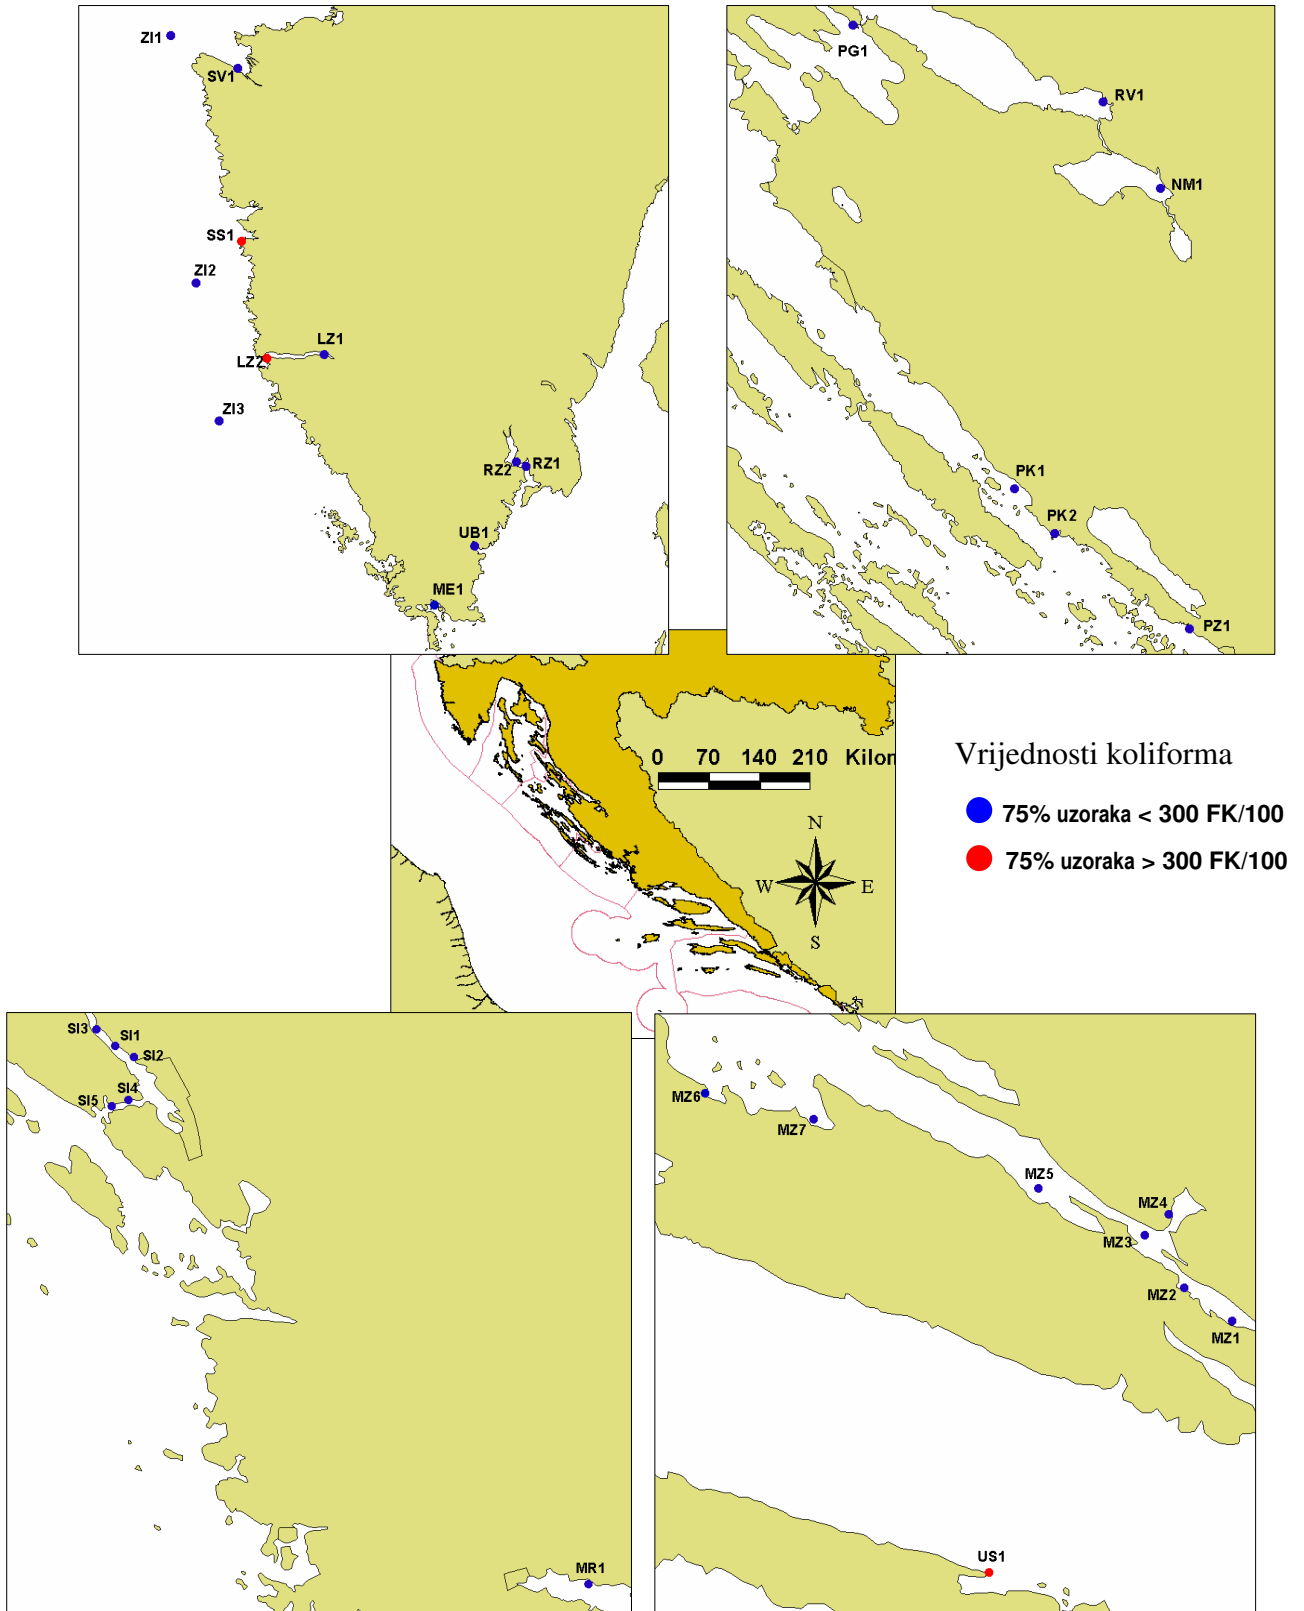 ZI1
SV1
SS1
ZI2
LZ1
LZ2
ZI3
RZ2
RZ1
UB1
ME1
PG1
RV1
NM1
PK1
PK2
PZ1
0 70 140 210 Kilon
N
W E
S
Vrijednosti koliforma
75% uzoraka < 300 FK/100
75% uzoraka > 300 FK/100
SI3
SI1
SI2
SI4
SI5
MR1
MZ6
MZ7
MZ5
MZ4
MZ3
MZ2
MZ1
US1